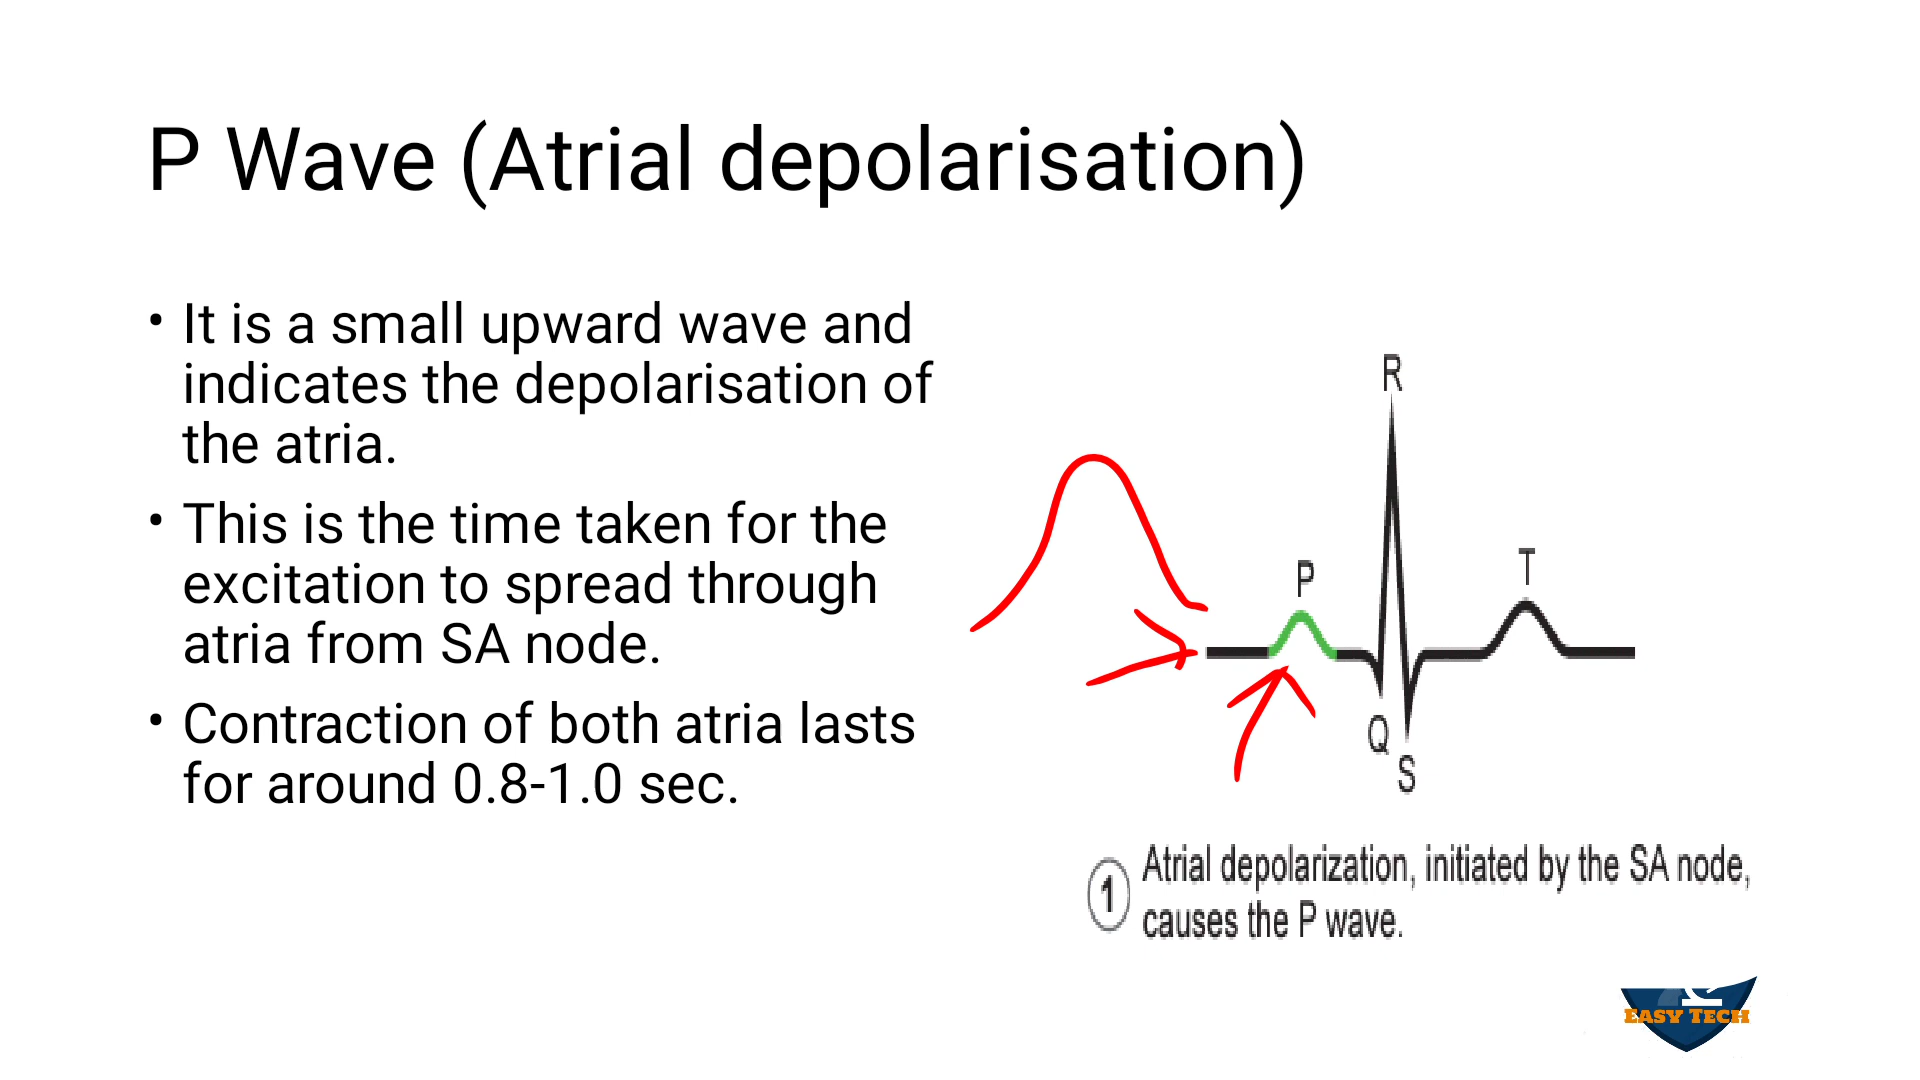 P Wave (Atrial depolarisation)
• It is a small upward wave and
indicates the depolarisation of
the atria.
• This is the time taken for the
excitation to spread through
atria from SA node.
• Contraction of both atria lasts
for around 0.8-1.0 sec.
R
P
T
Q
S
1 Atrial depolarization, initiated by the SA node,
causes the P wave.
EASY TECH